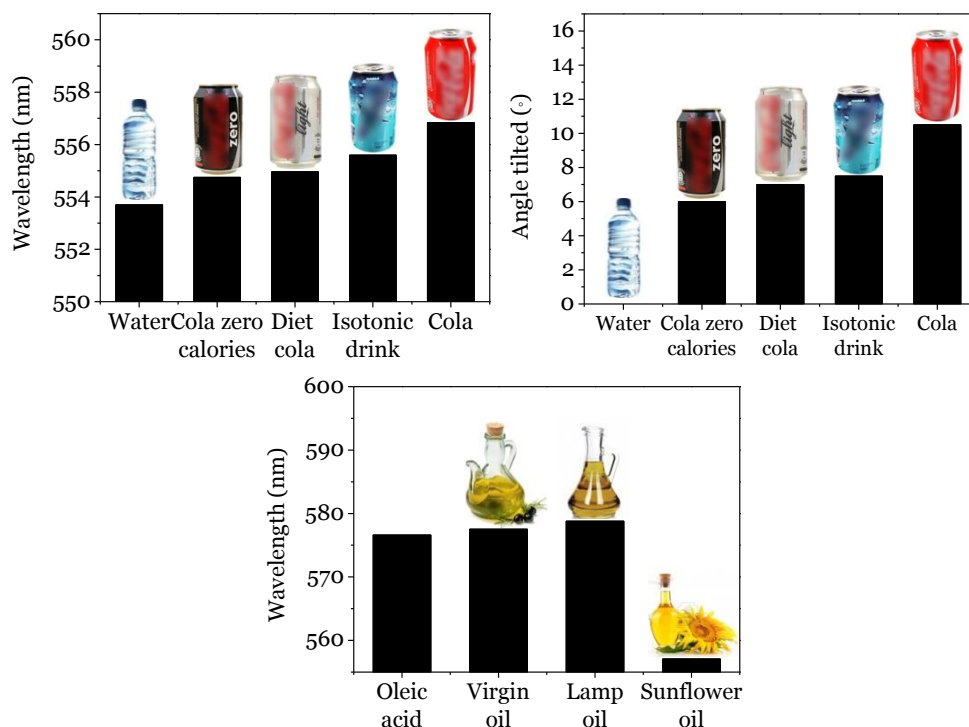 Wavelength (nm)
560
558
556
554
552
550
zero
light
Water
Cola zero
calories
Diet
cola
Isotonic
drink
Cola
Angle tilted (◦)
16
14
12
10
8
6
4
2
0
zero
light
Water
Cola zero
calories
Diet
cola
Isotonic
drink
Cola
Wavelength (nm)
600
590
580
570
560
Oleic
acid
Virgin
oil
Lamp
oil
Sunflower
oil